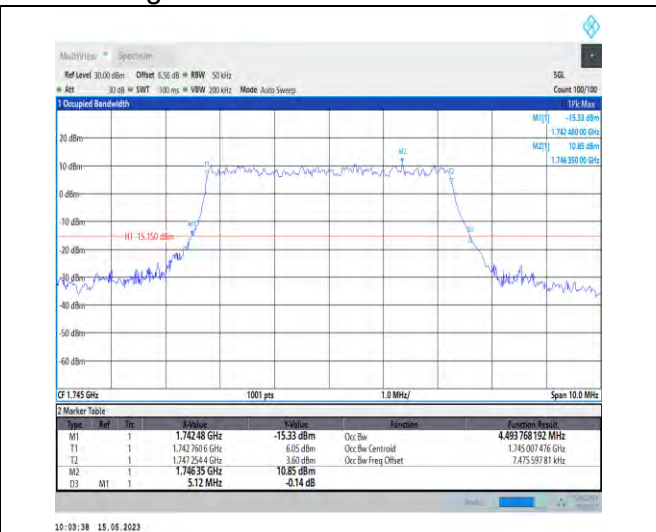 MultiView Spectrum
Ref Level 30.00 dBm Offset 6.56 dB RBW 50 kHz SGL
Att 30 dB SWT 100 ms VBW 200 kHz Mode Auto Sweep Count 100/100
1 Occupied Bandwidth 1Pk Max
M1[1] -15.33 dBm
1.742 480 00 GHz
M2[1] 10.85 dBm
1.746 350 00 GHz
20 dBm
M2
T1
10 dBm
T2
0 dBm
-10 dBm
M1
H1 -15.150 dBm
D3
-20 dBm
-30 dBm
-40 dBm
-50 dBm
-60 dBm
CF 1.745 GHz 1001 pts 1.0 MHz/ Span 10.0 MHz
2 Marker Table
Type Ref Trc X-Value Y-Value Function Function Result
M1 1 1.742 48 GHz -15.33 dBm Occ Bw 4.493 768 192 MHz
T1 1 1.742 760 6 GHz 6.05 dBm Occ Bw Centroid 1.745 007 476 GHz
T2 1 1.747 254 4 GHz 3.60 dBm Occ Bw Freq Offset 7.475 597 81 kHz
M2 1 1.746 35 GHz 10.85 dBm
D3 M1 1 5.12 MHz -0.14 dB
10:03:38 15.05.2023